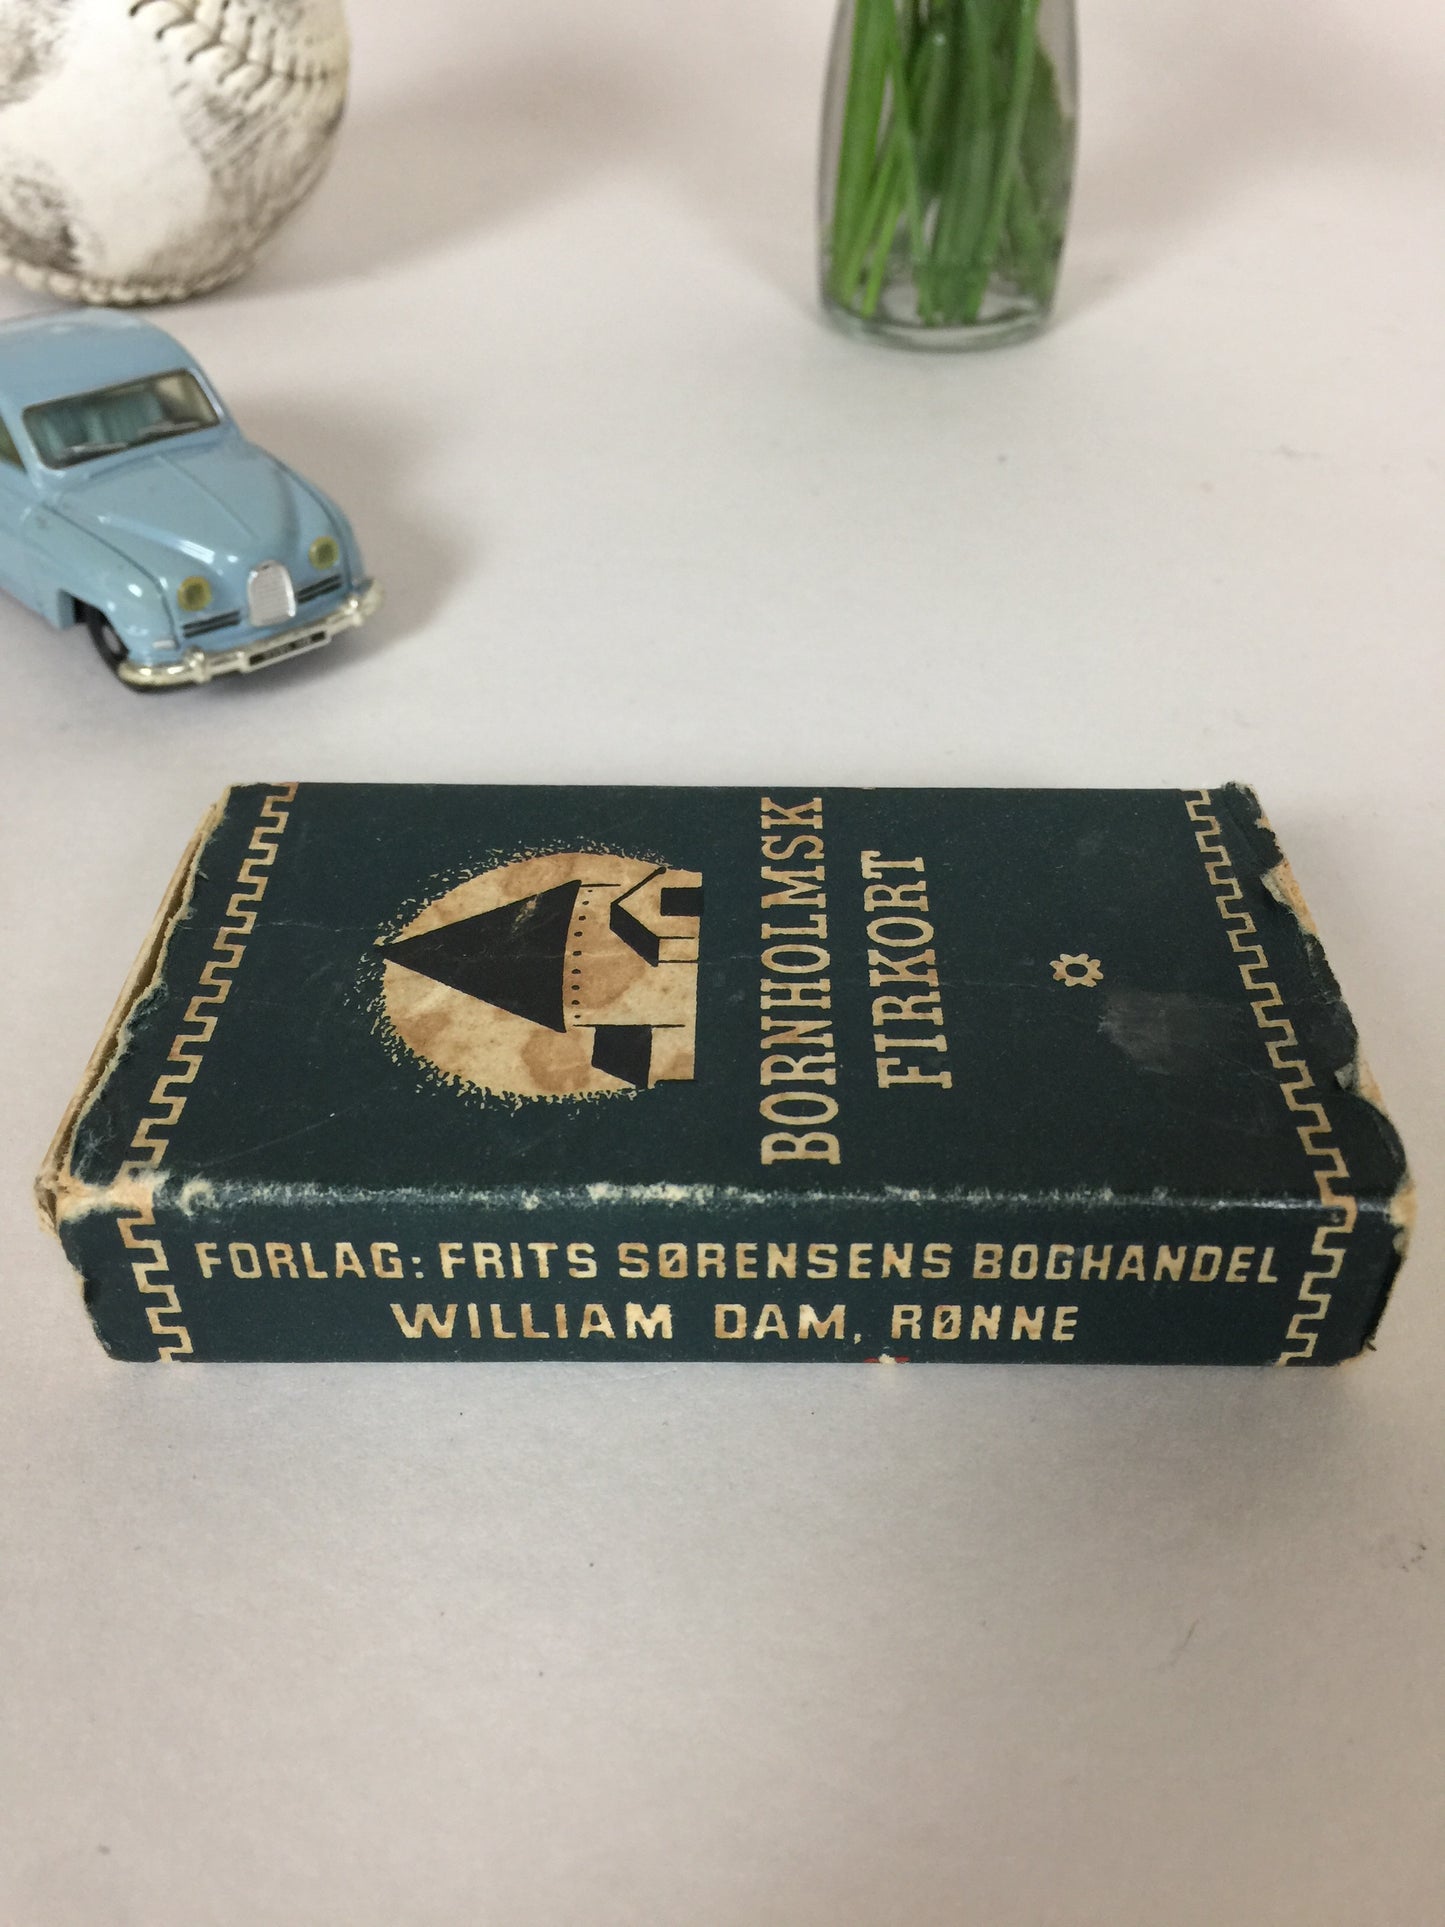 BORNHOLMSK
FIRKORT
FORLAG: FRITS SØRENSENS BOGHANDEL
WILLIAM DAM, RØNNE